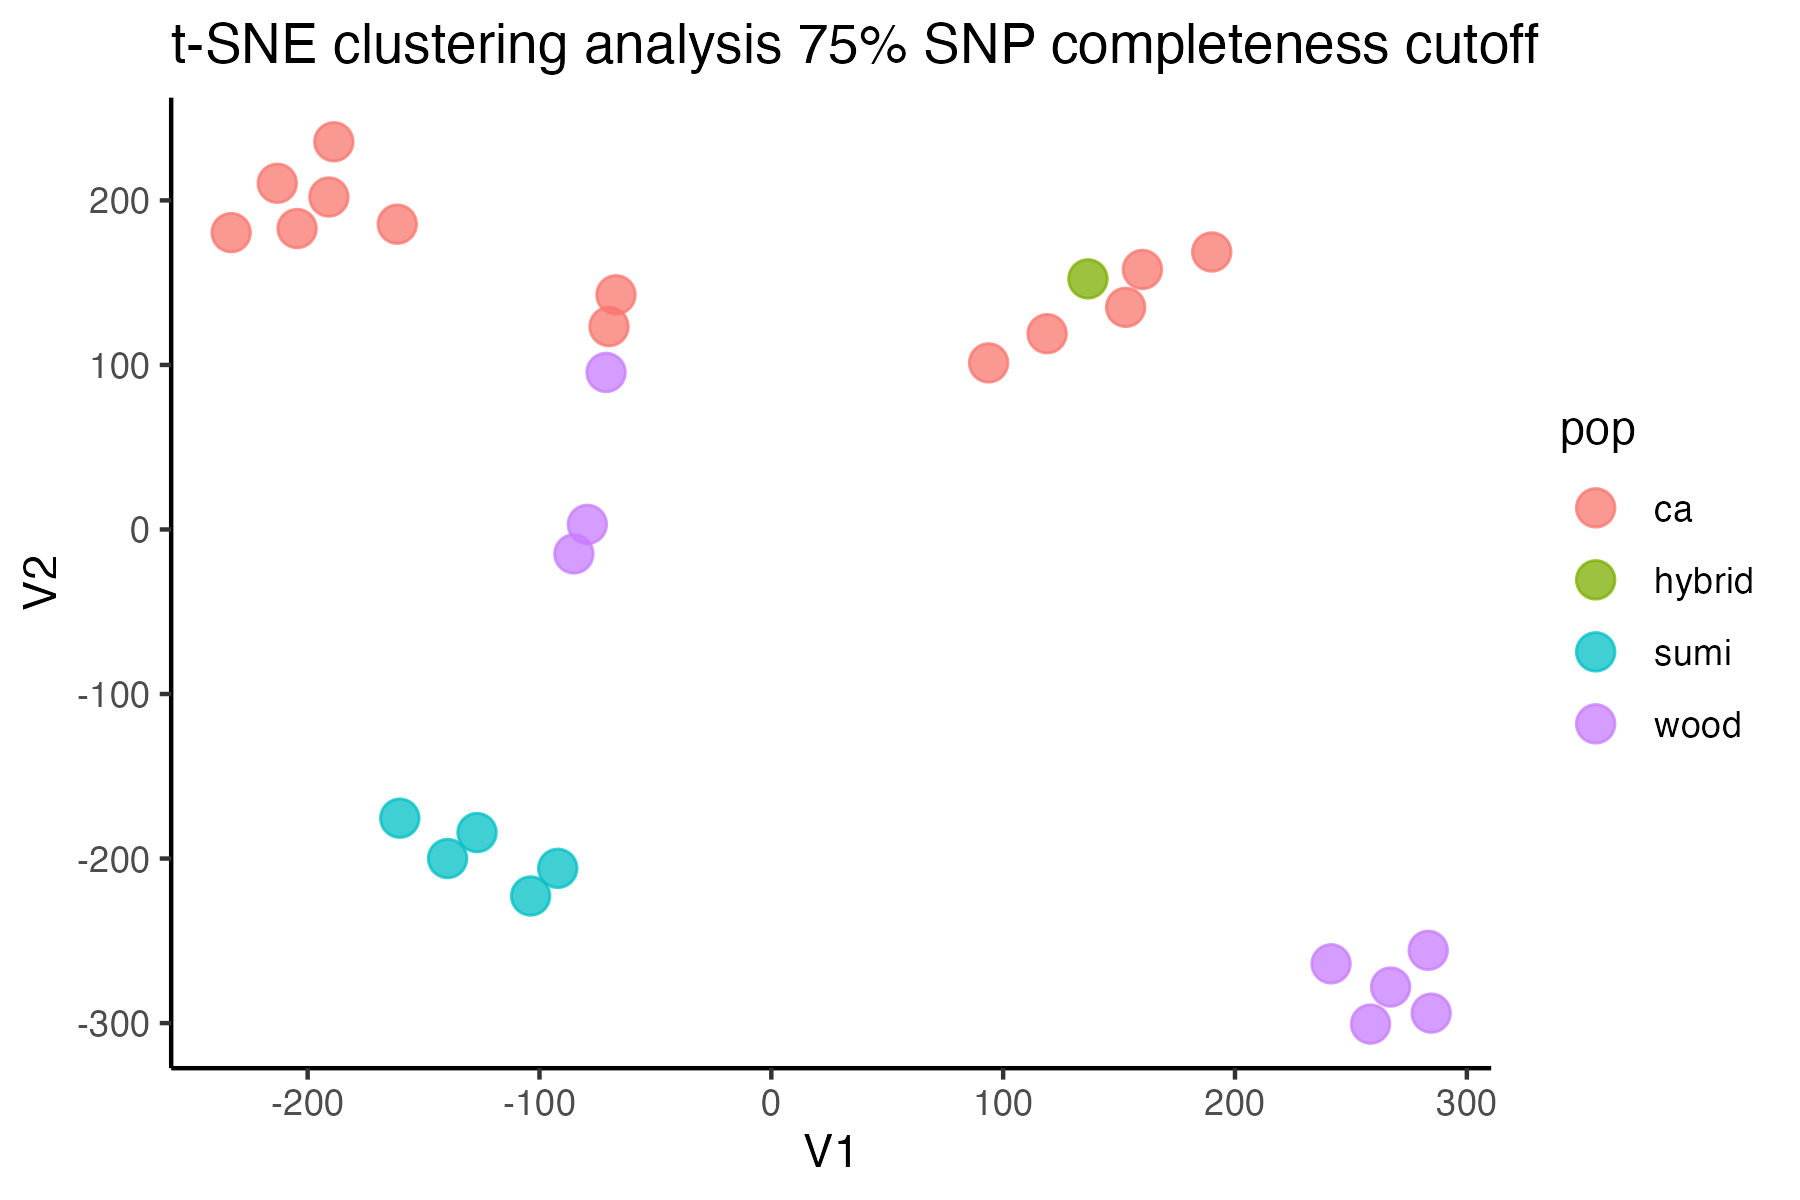 t-SNE clustering analysis 75% SNP completeness cutoff
V2
200
100
0
-100
-200
-300
-200 -100 0 100 200 300
V1
pop
ca
hybrid
sumi
wood